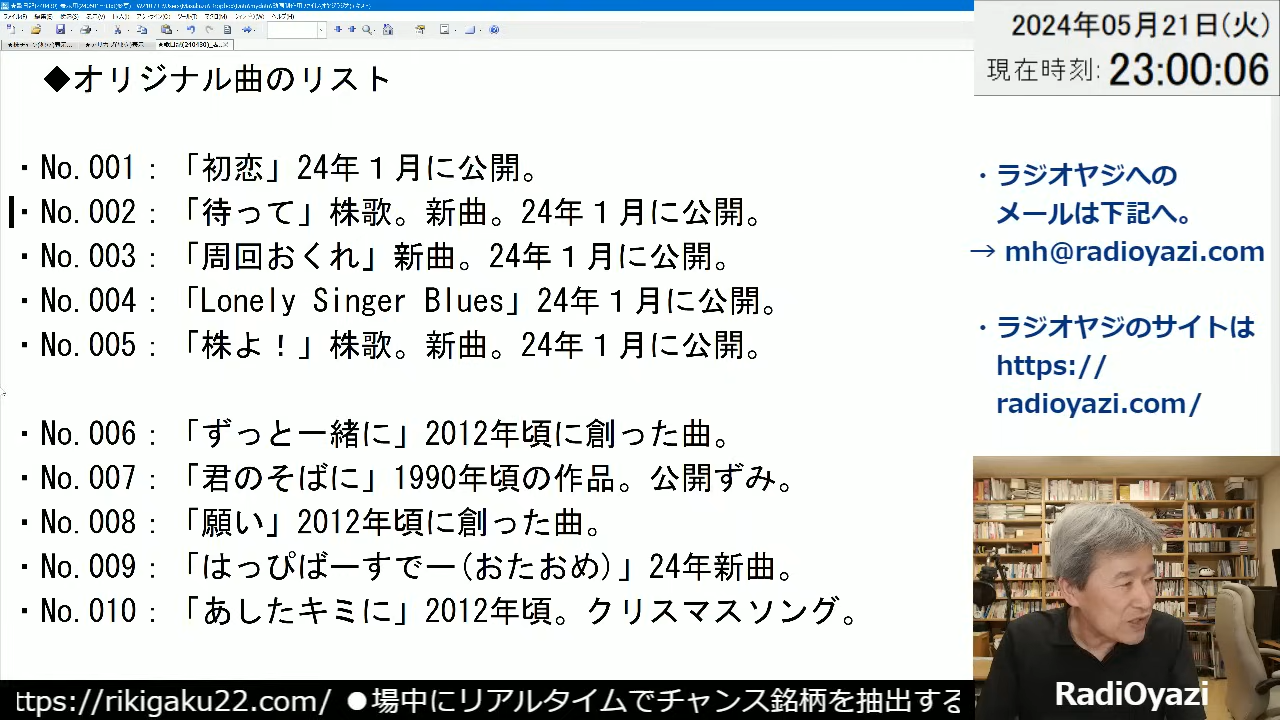 ◆オリジナル曲のリスト
・No.001：「初恋」24年１月に公開。
・No.002：「待って」株歌。新曲。24年１月に公開。
・No.003：「周回おくれ」新曲。24年１月に公開。
・No.004：「Lonely Singer Blues」24年１月に公開。
・No.005：「株よ！」株歌。新曲。24年１月に公開。
・No.006：「ずっと一緒に」2012年頃に創った曲。
・No.007：「君のそばに」1990年頃の作品。公開ずみ。
・No.008：「願い」2012年頃に創った曲。
・No.009：「はっぴばーすでー(おたおめ)」24年新曲。
・No.010：「あしたキミに」2012年頃。クリスマスソング。
2024年05月21日(火)
現在時刻: 23:00:06
・ラジオヤジへの
メールは下記へ。
→ mh@radioyazi.com
・ラジオヤジのサイトは
https://
radioyazi.com/
RadiOyazi
ttps://rikigaku22.com/ ●場中にリアルタイムでチャンス銘柄を抽出する